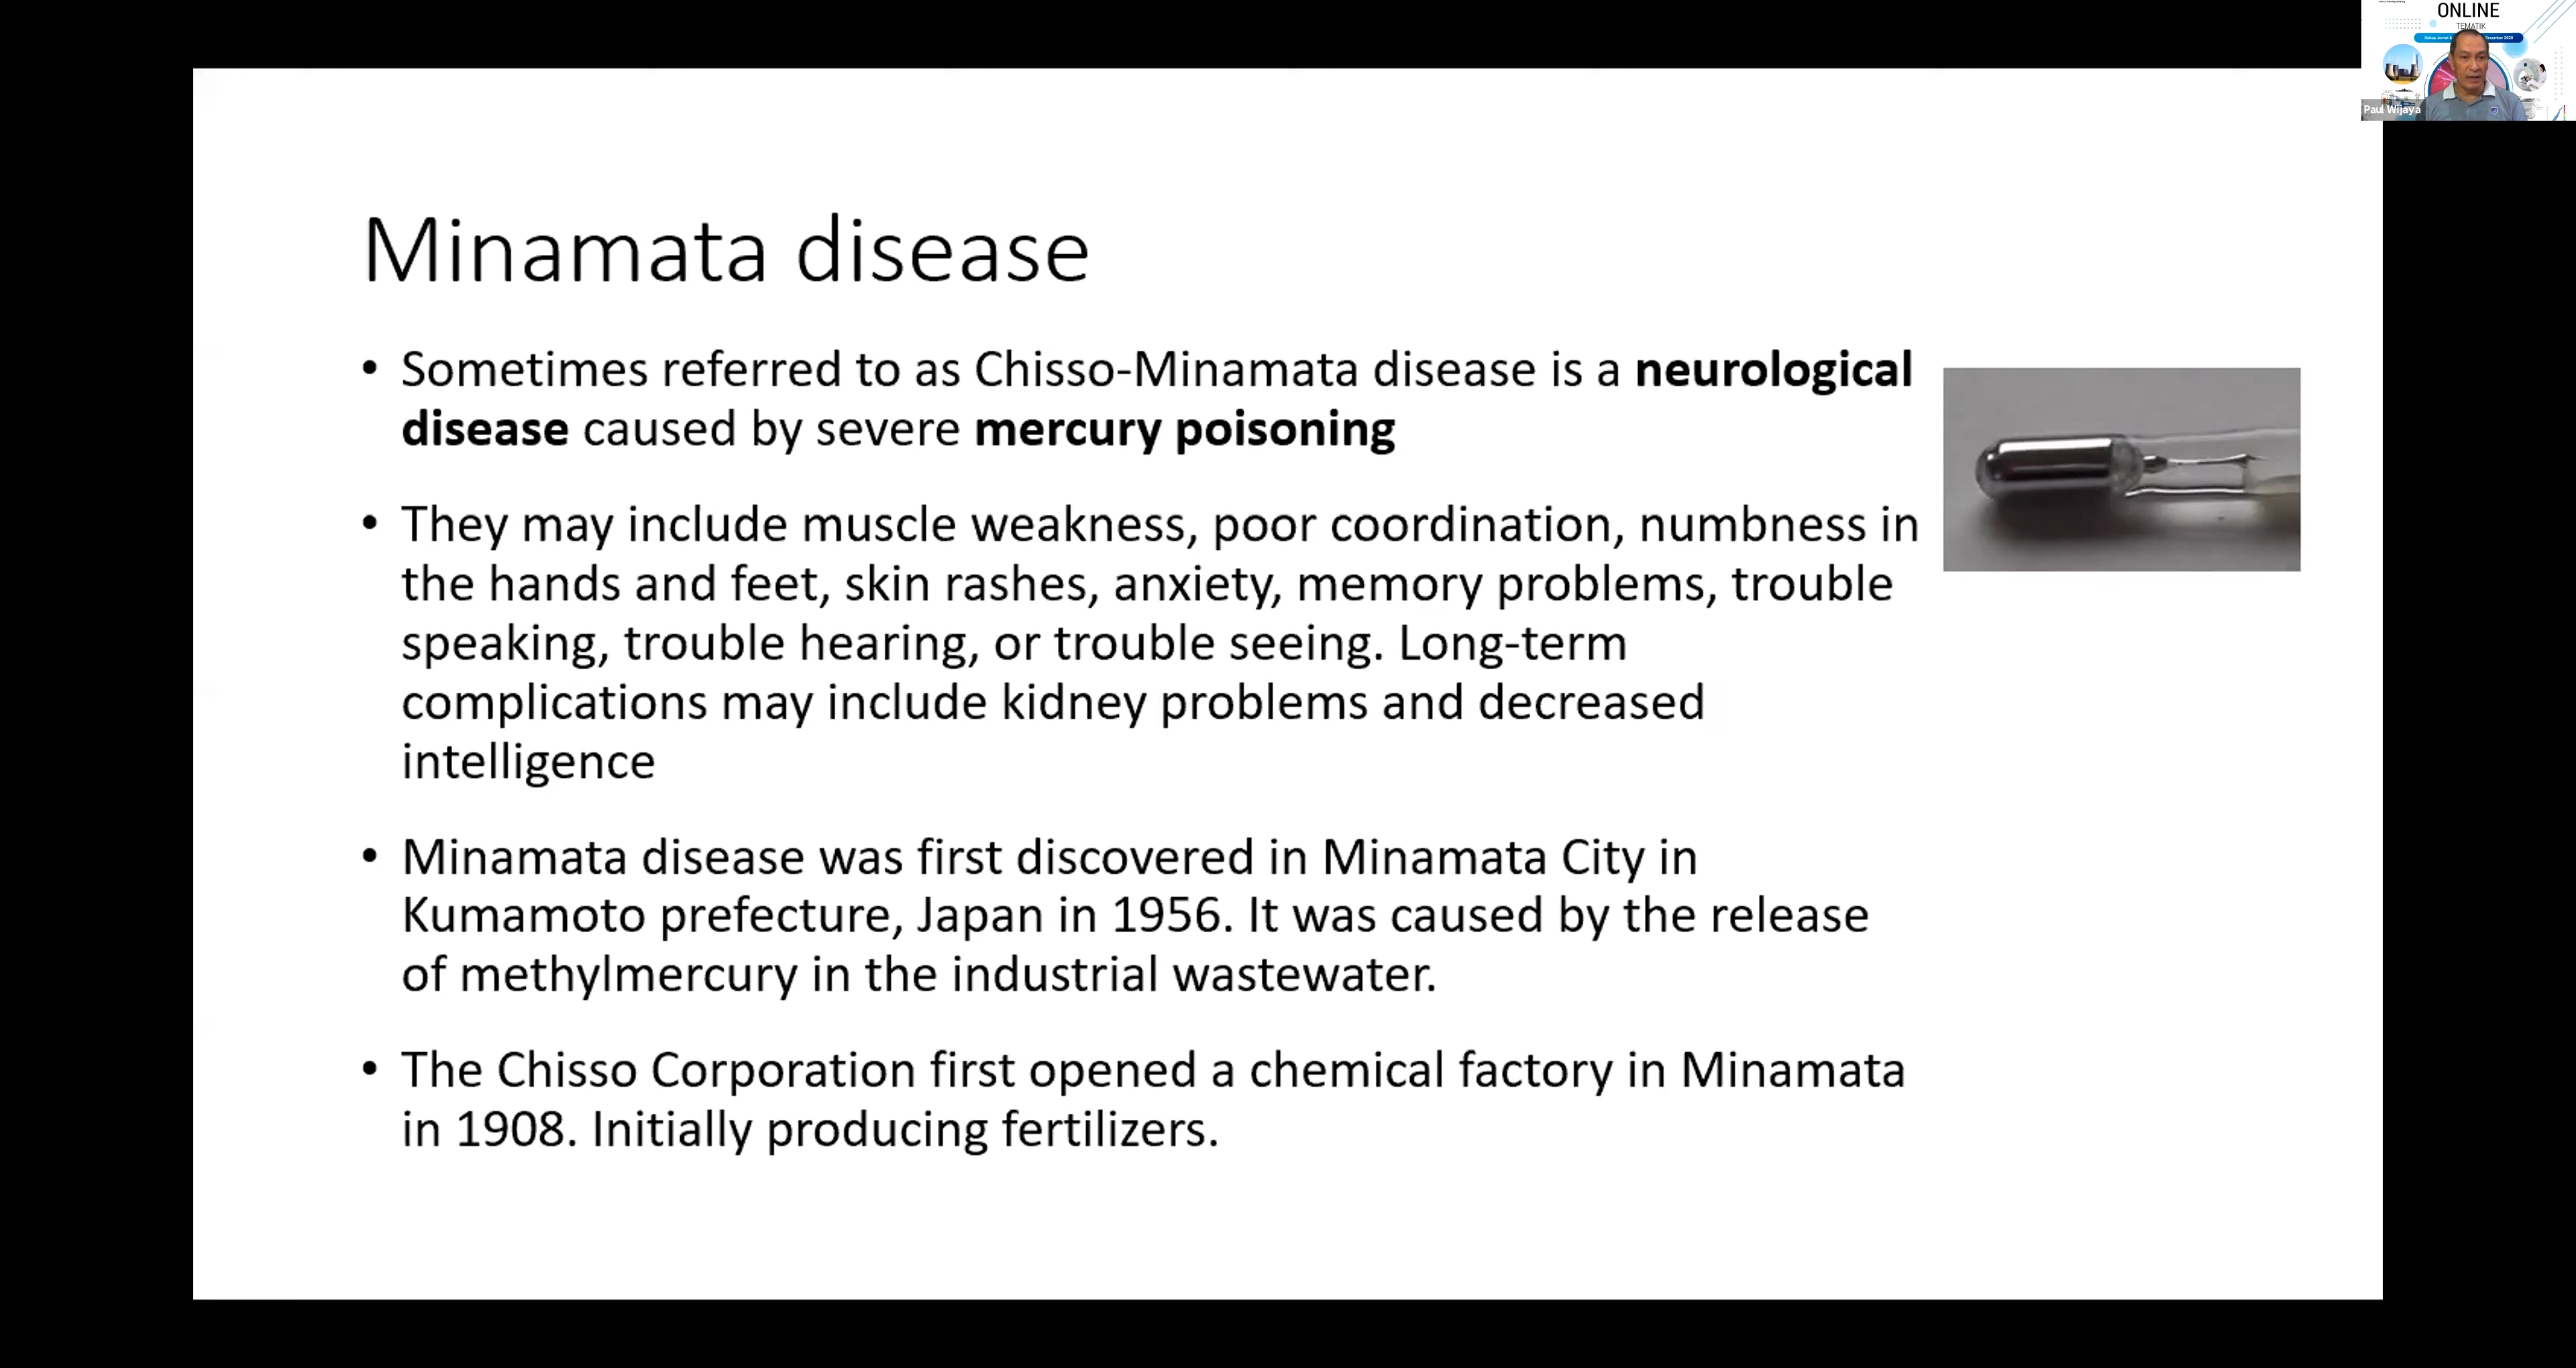 ONLINE
TEMATIK
Paul Wijaya
Minamata disease
• Sometimes referred to as Chisso-Minamata disease is a neurological
disease caused by severe mercury poisoning
• They may include muscle weakness, poor coordination, numbness in
the hands and feet, skin rashes, anxiety, memory problems, trouble
speaking, trouble hearing, or trouble seeing. Long-term
complications may include kidney problems and decreased
intelligence
• Minamata disease was first discovered in Minamata City in
Kumamoto prefecture, Japan in 1956. It was caused by the release
of methylmercury in the industrial wastewater.
• The Chisso Corporation first opened a chemical factory in Minamata
in 1908. Initially producing fertilizers.